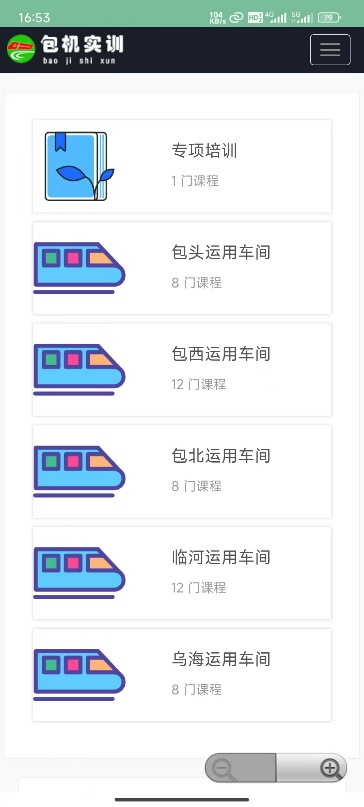 16:53
104 KB/s HD 4G 5G 79
包机实训
bao ji shi xun
专项培训
1 门课程
包头运用车间
8 门课程
包西运用车间
12 门课程
包北运用车间
8 门课程
临河运用车间
12 门课程
乌海运用车间
8 门课程